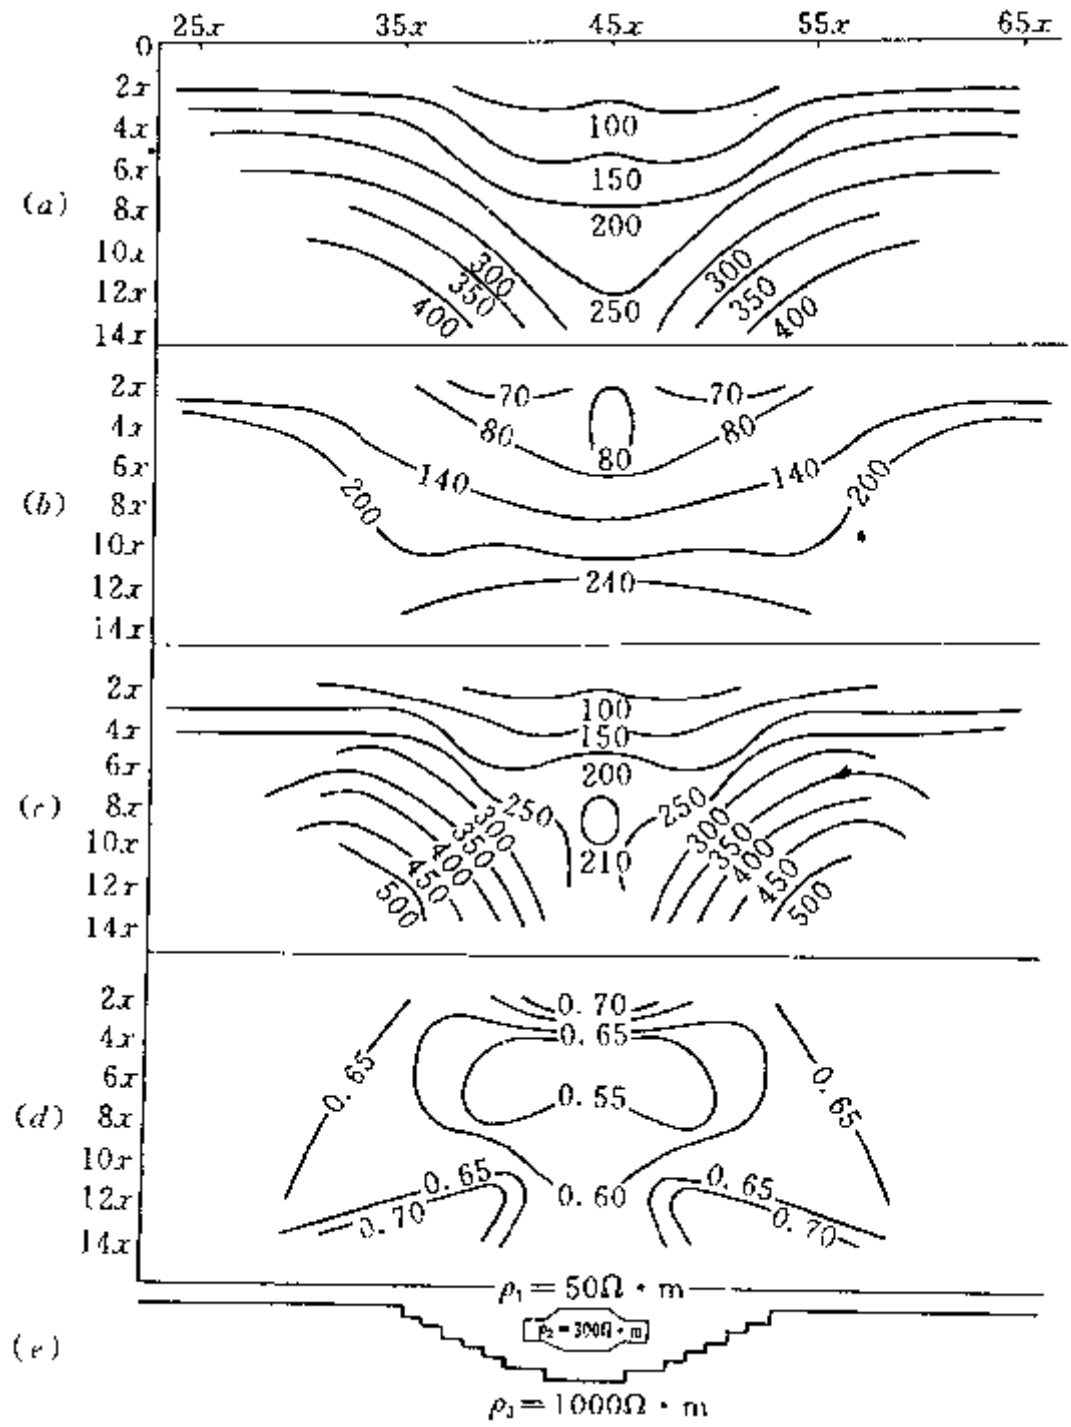 25x 35x 45x 55x 65x
0
2x
4x
6x
8x
10x
12x
14x
(a)
100
150
200
250
300
350
400
300
350
400
2x
4x
6x
8x
10x
12x
14x
(b)
70 70
80 80 80
140 140
200 200
240
2x
4x
6x
8x
10x
12x
14x
(c)
100
150
200
250 250
210
300
350
400
450
500
300
350
400
450
500
2x
4x
6x
8x
10x
12x
14x
(d)
0.70
0.65
0.65 0.65
0.55
0.65 0.60 0.65
0.70 0.70
(e)
ρ₁=50Ω·m
ρ₂=300Ω·m
ρ₃=1000Ω·m